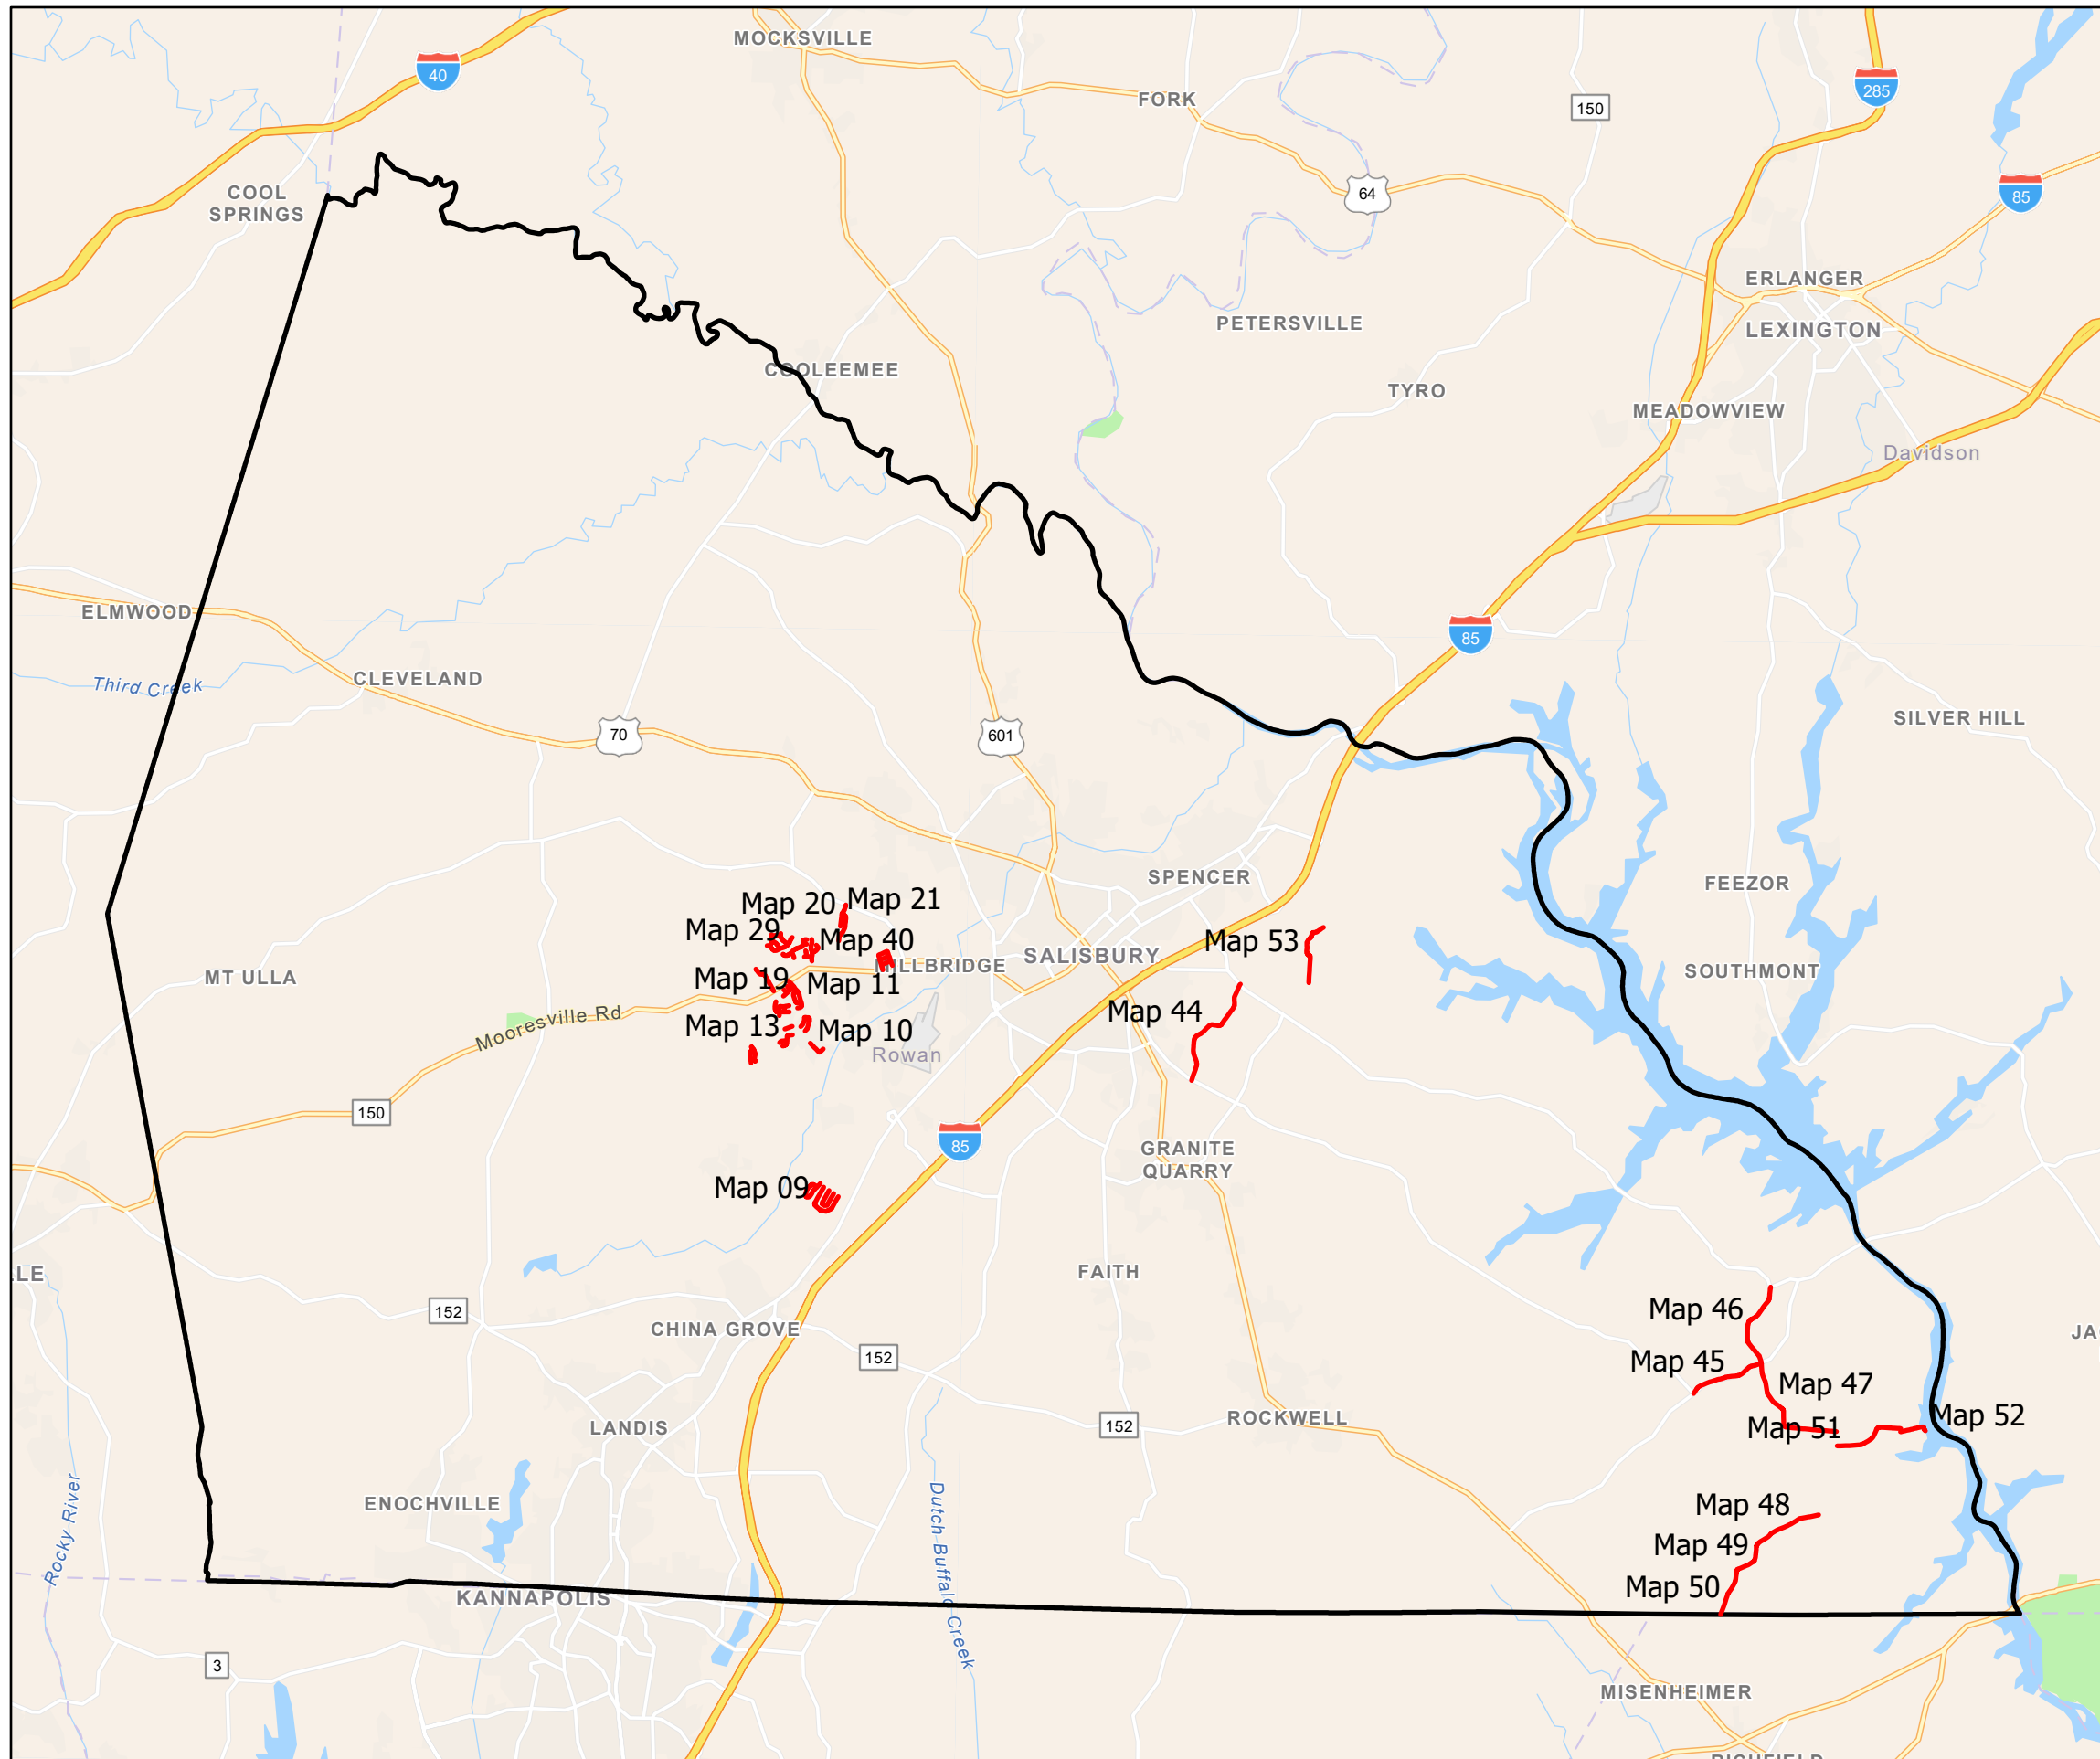 MOCKSVILLE
40
FORK
150
285
COOL
SPRINGS
64
85
ERLANGER
PETERSVILLE
LEXINGTON
COOLEEMEE
TYRO
MEADOWVIEW
Davidson
ELMWOOD
85
CLEVELAND
Third Creek
SILVER HILL
70
601
SPENCER
FEEZOR
Map 20
Map 21
Map 29
Map 40
Map 53
SALISBURY
MILLBRIDGE
MT ULLA
SOUTHMONT
Map 19
Map 11
Map 44
Mooresville Rd
Map 13
Map 10
Rowan
150
85
GRANITE
QUARRY
Map 09
FAITH
LE
152
Map 46
CHINA GROVE
JA
152
Map 45
Map 47
LANDIS
152
ROCKWELL
Map 51
Map 52
ENOCHVILLE
Map 48
Rocky River
Dutch Buffalo Creek
Map 49
Map 50
KANNAPOLIS
3
MISENHEIMER
RICHFIELD